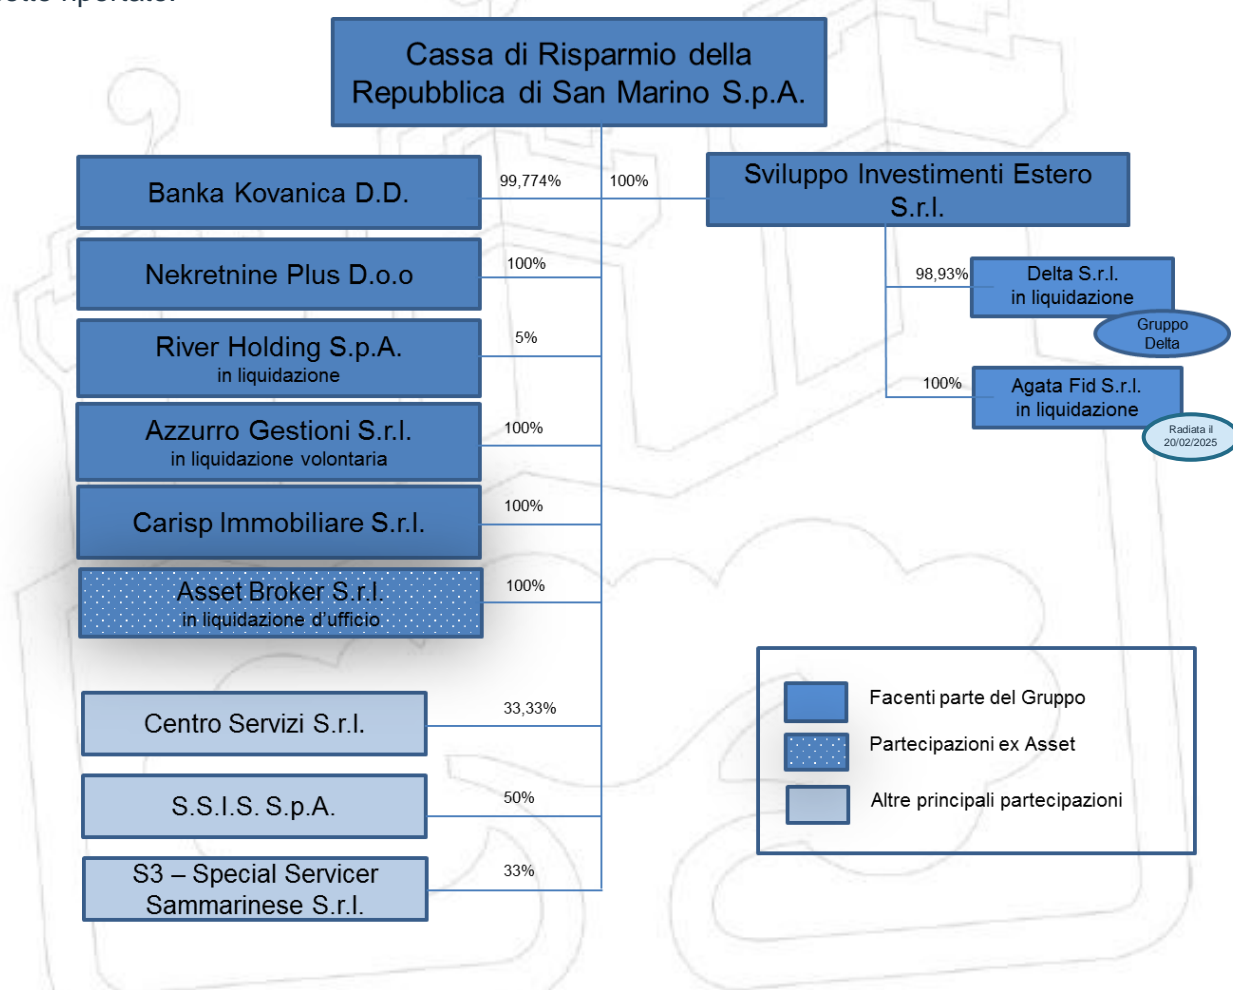 Cassa di Risparmio della
Repubblica di San Marino S.p.A.
Banka Kovanica D.D.
99,774%
100%
Sviluppo Investimenti Estero
S.r.l.
Nekretnine Plus D.o.o
100%
98,93%
Delta S.r.l.
in liquidazione
Gruppo
Delta
River Holding S.p.A.
in liquidazione
5%
100%
Agata Fid S.r.l.
in liquidazione
Radiata il
20/02/2025
Azzurro Gestioni S.r.l.
in liquidazione volontaria
100%
Carisp Immobiliare S.r.l.
100%
Asset Broker S.r.l.
in liquidazione d'ufficio
100%
Centro Servizi S.r.l.
33,33%
S.S.I.S. S.p.A.
50%
S3 – Special Servicer
Sammarinese S.r.l.
33%
Facenti parte del Gruppo
Partecipazioni ex Asset
Altre principali partecipazioni